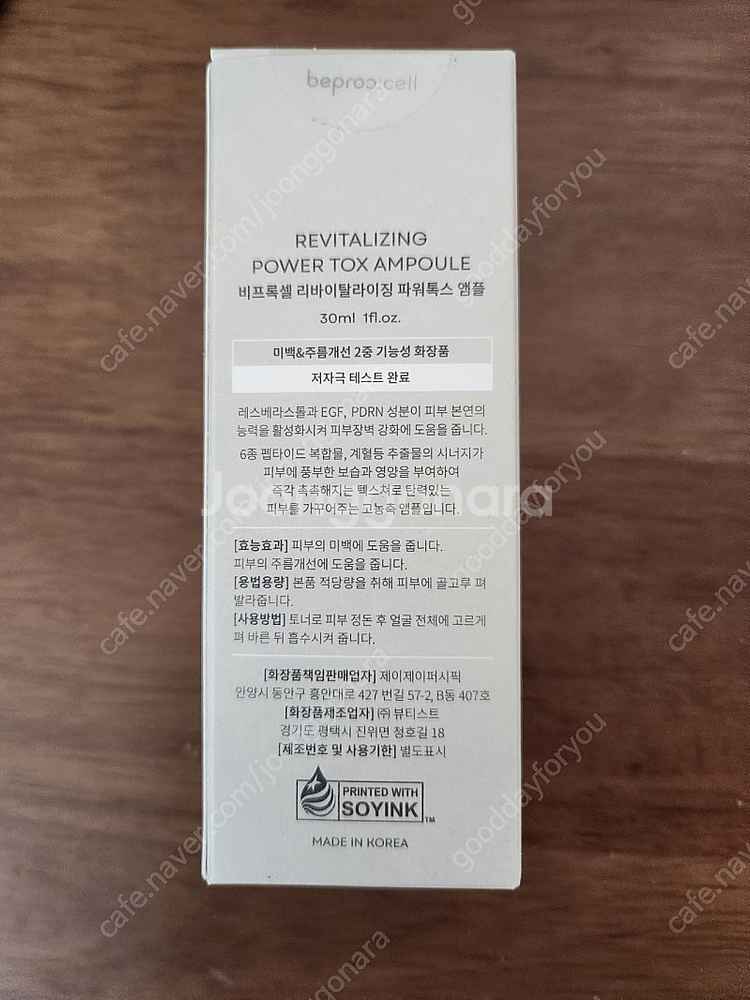 beproc:cell
REVITALIZING
POWER TOX AMPOULE
비프록셀 리바이탈라이징 파워톡스 앰플
30ml 1fl.oz.
미백&주름개선 2중 기능성 화장품
저자극 테스트 완료
레스베라스톨과 EGF, PDRN 성분이 피부 본연의
능력을 활성화시켜 피부장벽 강화에 도움을 줍니다.
6종 펩타이드 복합물, 계혈등 추출물의 시너지가
피부에 풍부한 보습과 영양을 부여하여
즉각 촉촉해지는 텍스쳐로 탄력있는
피부를 가꾸어주는 고농축 앰플입니다.
Joonggonara
[효능효과] 피부의 미백에 도움을 줍니다.
피부의 주름개선에 도움을 줍니다.
[용법용량] 본품 적당량을 취해 피부에 골고루 펴
발라줍니다.
[사용방법] 토너로 피부 정돈 후 얼굴 전체에 고르게
펴 바른 뒤 흡수시켜 줍니다.
[화장품책임판매업자] 제이제이퍼시픽
안양시 동안구 흥안대로 427 번길 57-2, B동 407호
[화장품제조업자] ㈜ 뷰티스트
경기도 평택시 진위면 청호길 18
[제조번호 및 사용기한] 별도표시
PRINTED WITH
SOYINK
TM
MADE IN KOREA
cafe.naver.com/joonggonara
gooddayforyou